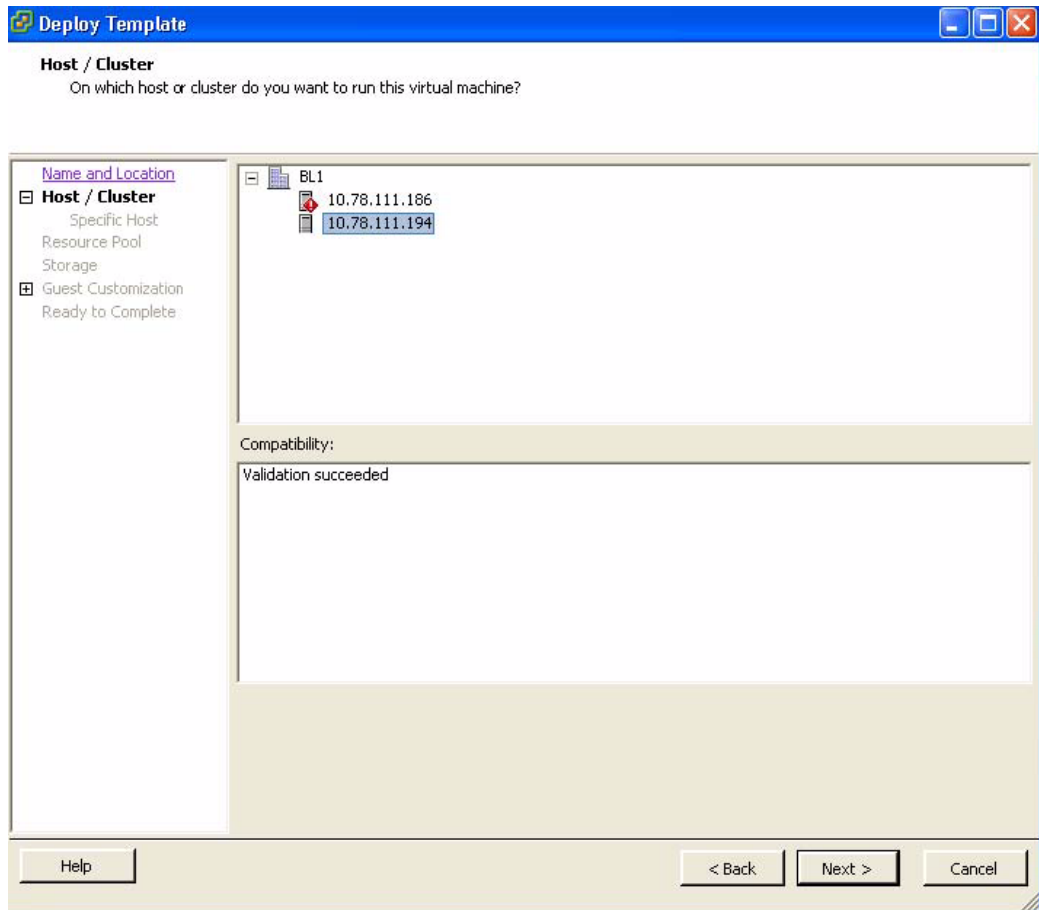 Deploy Template
Host / Cluster
On which host or cluster do you want to run this virtual machine?
Name and Location
Host / Cluster
Specific Host
Resource Pool
Storage
Guest Customization
Ready to Complete
BL1
10.78.111.186
10.78.111.194
Compatibility:
Validation succeeded
Help
< Back
Next >
Cancel